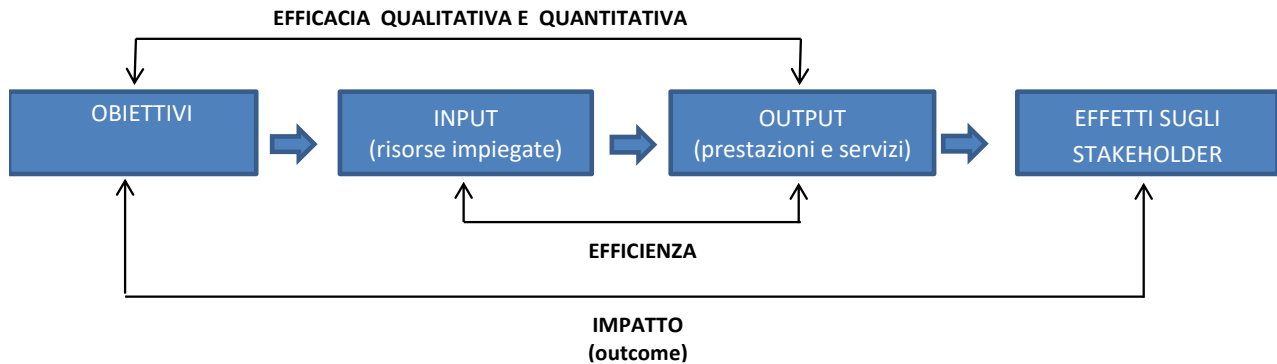 EFFICACIA QUALITATIVA E QUANTITATIVA
OBIETTIVI
INPUT
(risorse impiegate)
OUTPUT
(prestazioni e servizi)
EFFETTI SUGLI
STAKEHOLDER
EFFICIENZA
IMPATTO
(outcome)